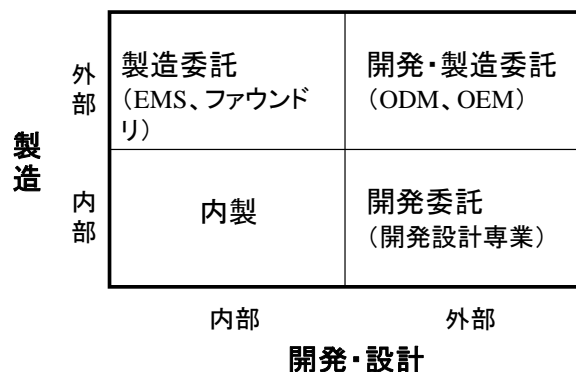 製造
外部
製造委託
（EMS、ファウンド
リ）
開発・製造委託
（ODM、OEM）
内部
内製
開発委託
（開発設計専業）
内部
外部
開発・設計